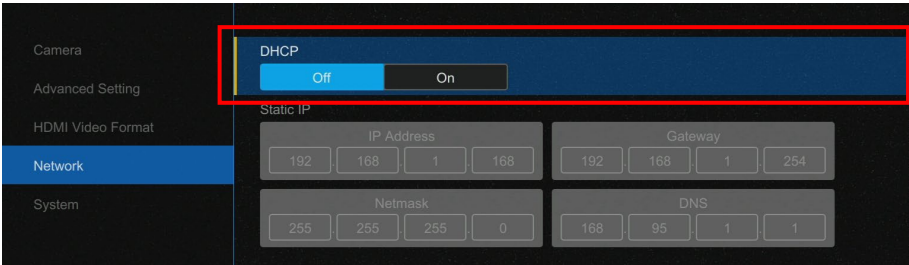 Camera
Advanced Setting
HDMI Video Format
Network
System
DHCP
Off On
Static IP
IP Address Gateway
192 . 168 . 1 . 168 192 . 168 . 1 . 254
Netmask DNS
255 . 255 . 255 . 0 168 . 95 . 1 . 1